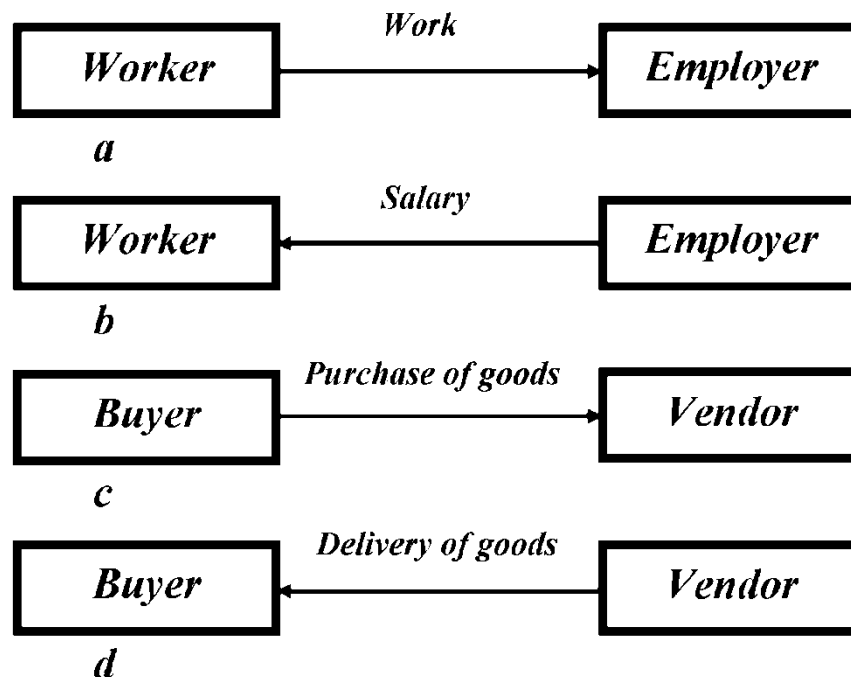 Work
Worker
Employer
a
Salary
Worker
Employer
b
Purchase of goods
Buyer
Vendor
c
Delivery of goods
Buyer
Vendor
d